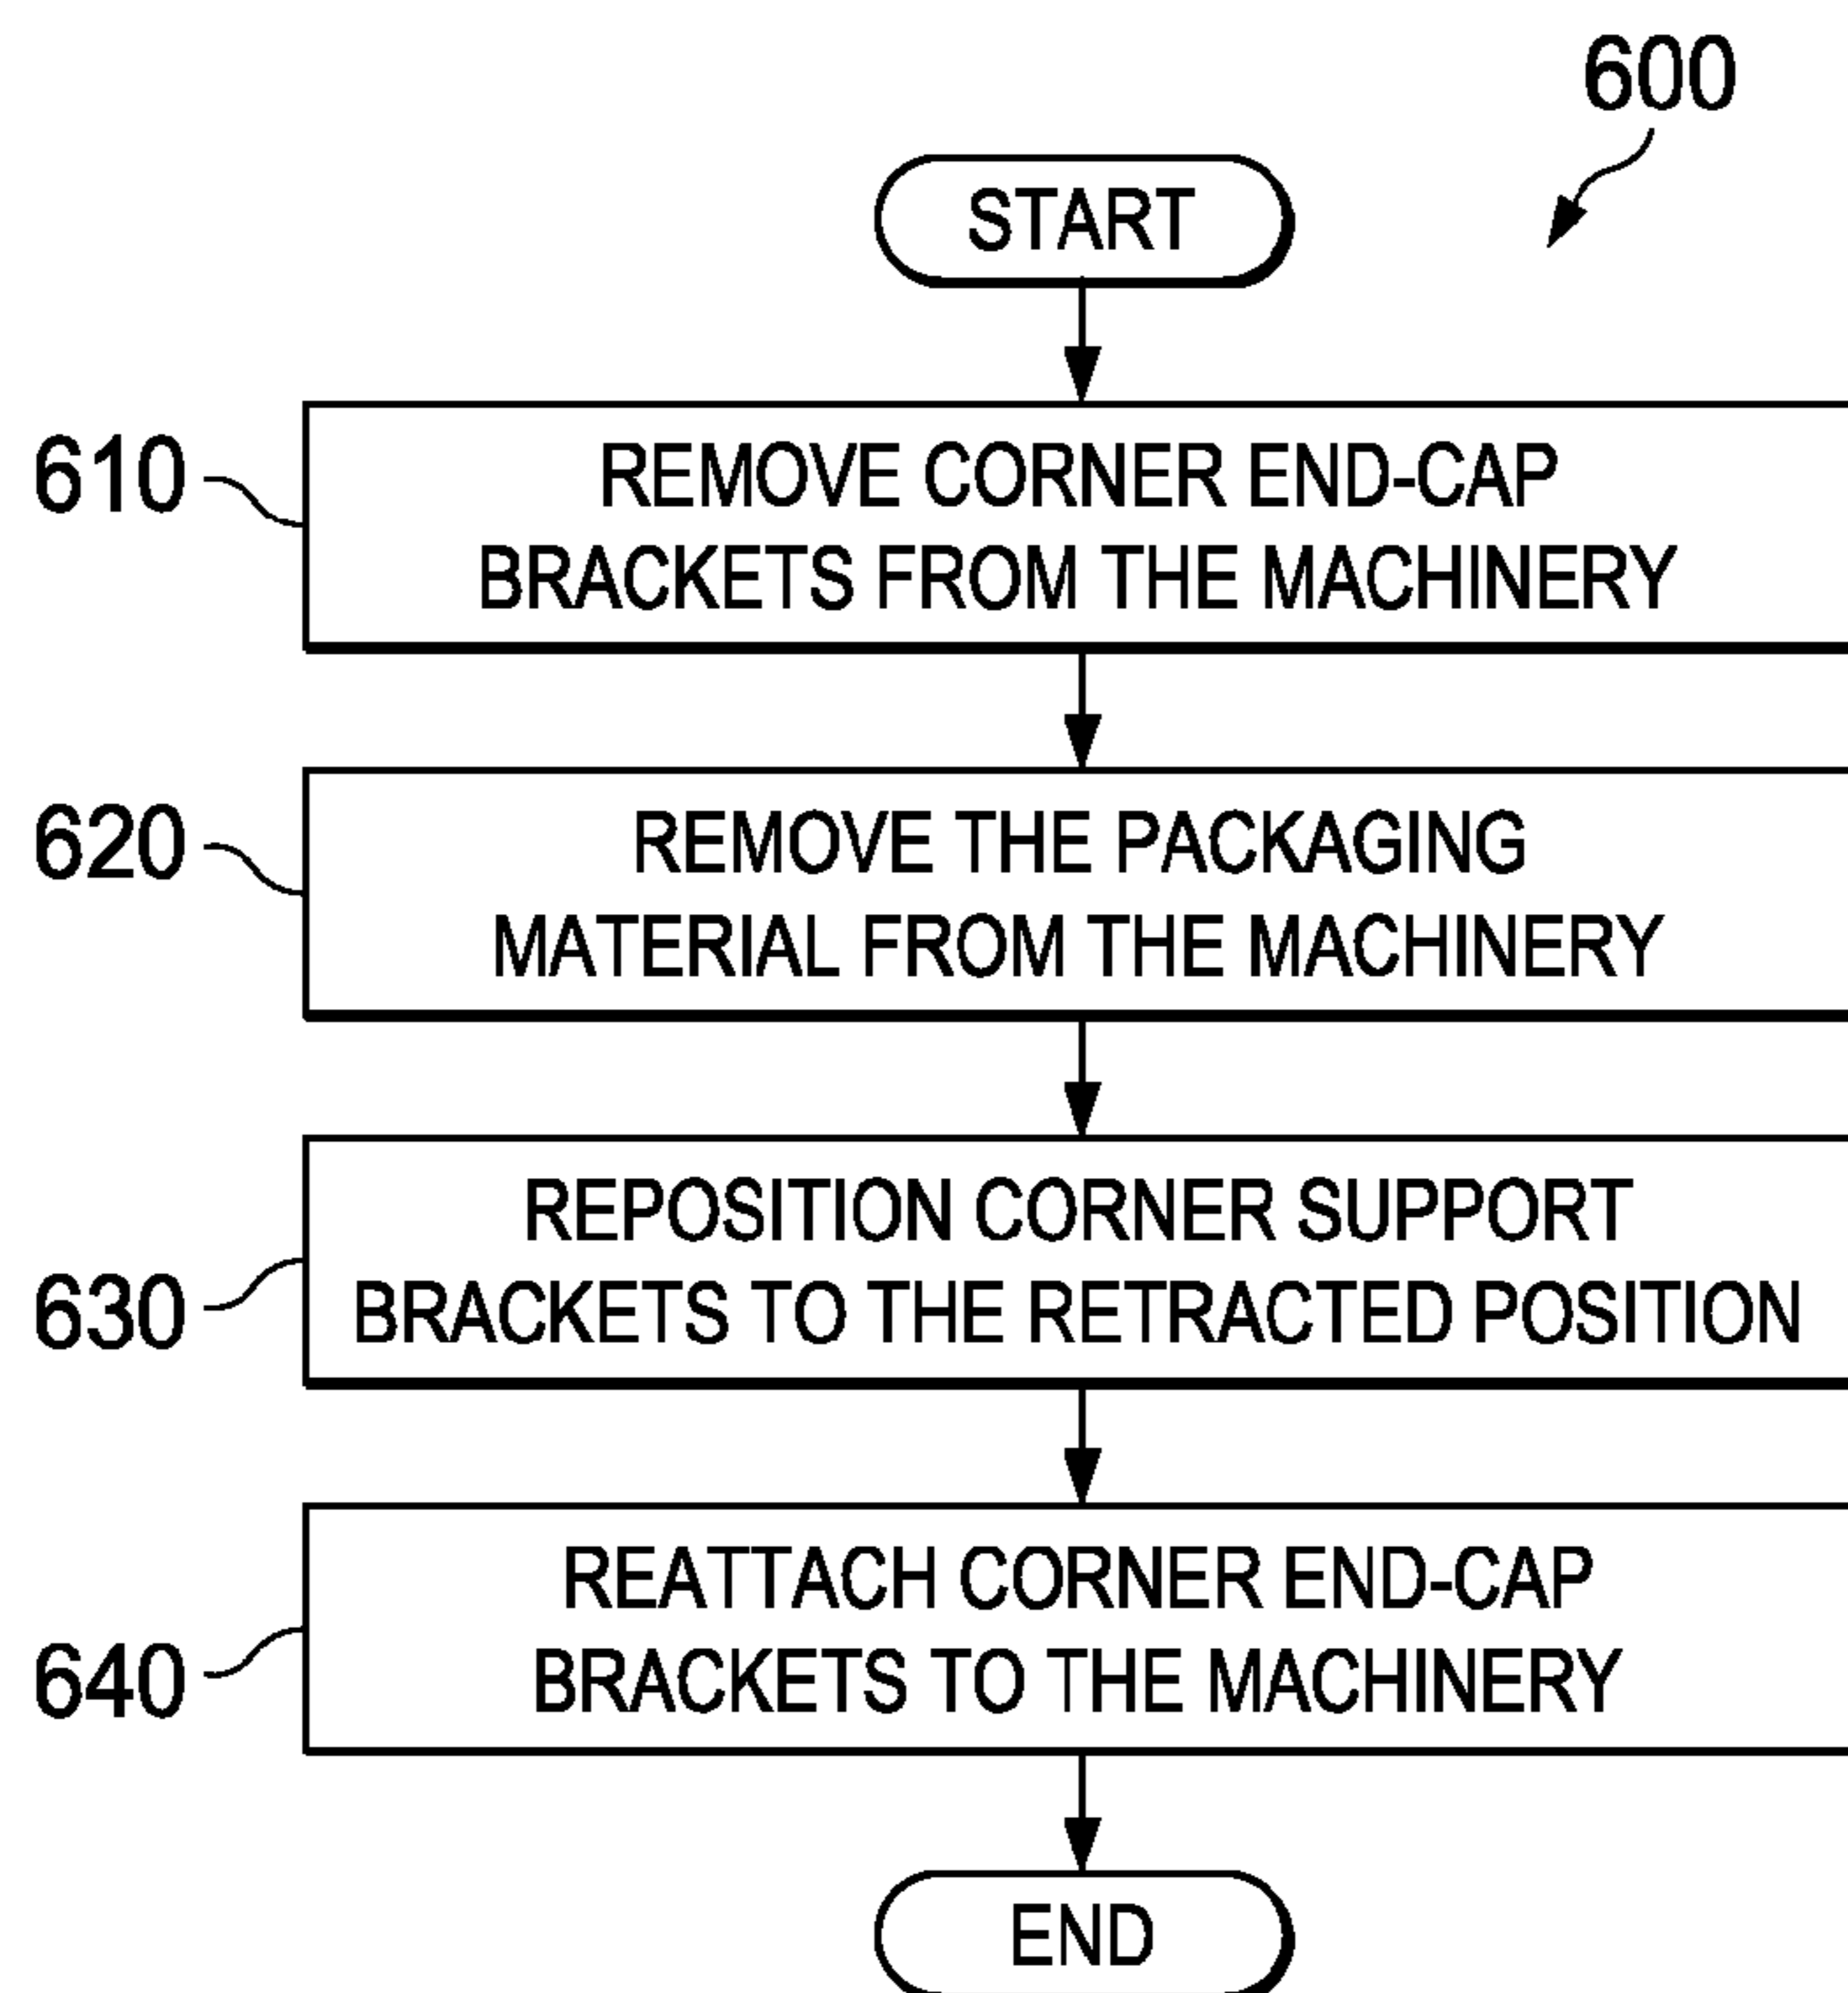 600
START
610
REMOVE CORNER END-CAP
BRACKETS FROM THE MACHINERY
620
REMOVE THE PACKAGING
MATERIAL FROM THE MACHINERY
630
REPOSITION CORNER SUPPORT
BRACKETS TO THE RETRACTED POSITION
640
REATTACH CORNER END-CAP
BRACKETS TO THE MACHINERY
END